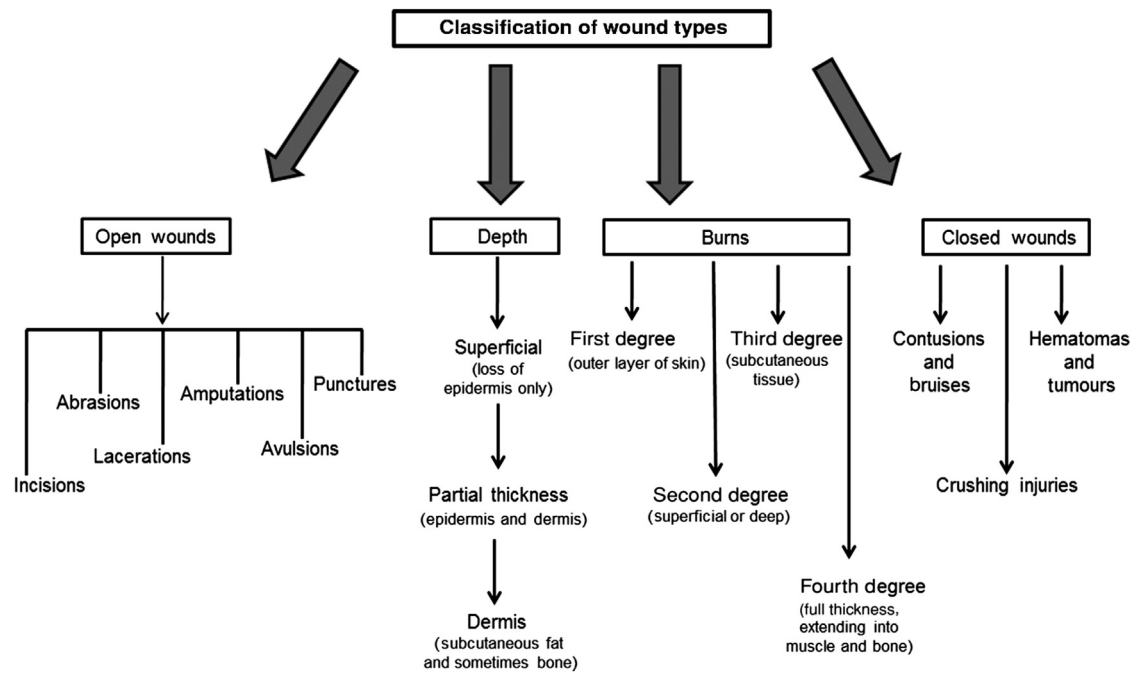 Classification of wound types
Open wounds
Incisions
Abrasions
Lacerations
Amputations
Avulsions
Punctures
Depth
Superficial
(loss of
epidermis only)
Partial thickness
(epidermis and dermis)
Dermis
(subcutaneous fat
and sometimes bone)
Burns
First degree
(outer layer of skin)
Second degree
(superficial or deep)
Third degree
(subcutaneous
tissue)
Fourth degree
(full thickness,
extending into
muscle and bone)
Closed wounds
Contusions
and
bruises
Crushing injuries
Hematomas
and
tumours